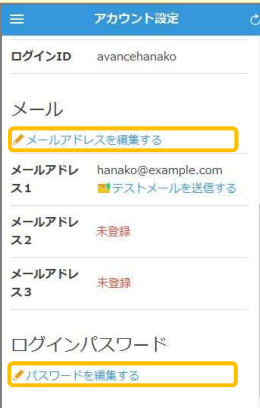 アカウント設定
ログインID avancehanako
メール
メールアドレスを編集する
メールアドレ hanako@example.com
ス1 テストメールを送信する
メールアドレ
ス2 未登録
メールアドレ
ス3 未登録
ログインパスワード
パスワードを編集する